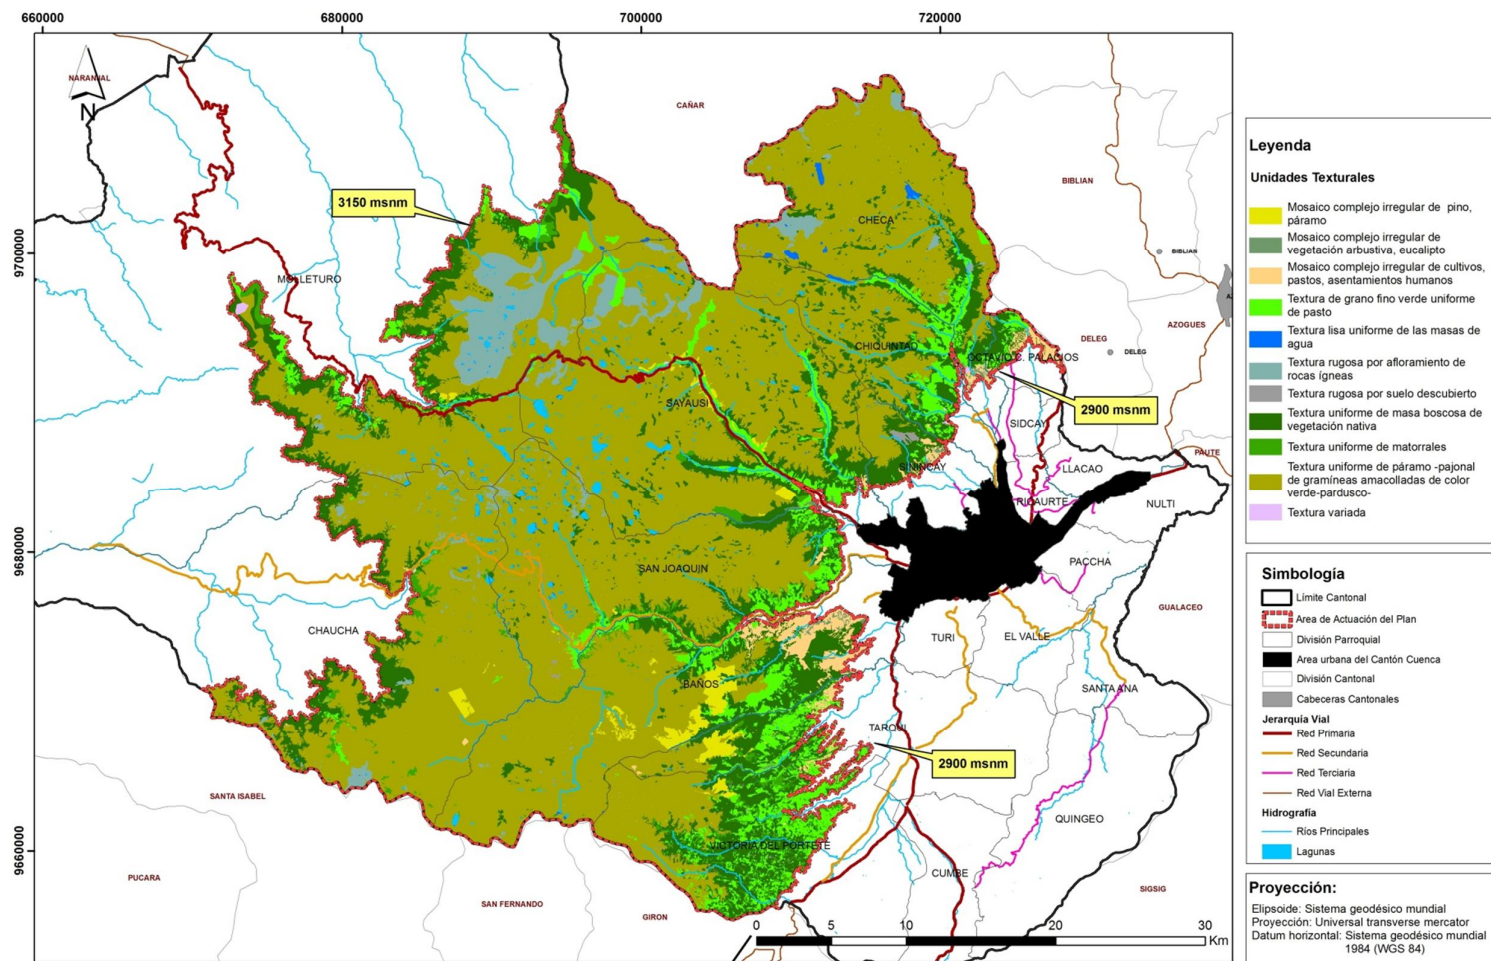 660000
680000
700000
720000
9700000
9680000
9660000
N
NARANJAL
CAÑAR
BIBLIAN
BIBLIAN
AZOGUES
DELEG
DELEG
PAUTE
GUALACEO
SIGSIG
GIRON
SAN FERNANDO
PUCARA
SANTA ISABEL
3150 msnm
2900 msnm
2900 msnm
MOLLETURO
CHECA
CHIQUINTAD
OCTAVIO C. PALACIOS
SAYAUSI
SIDCAY
SININCAY
LLACAO
RICAURTE
NULTI
PACCHA
SAN JOAQUIN
CHAUCHA
TURI
EL VALLE
SANTA ANA
BAÑOS
TARQUI
QUINGEO
VICTORIA DEL PORTETE
CUMBE
0
5
10
20
30
Km
Leyenda
Unidades Texturales
Mosaico complejo irregular de pino,
páramo
Mosaico complejo irregular de
vegetación arbustiva, eucalipto
Mosaico complejo irregular de cultivos,
pastos, asentamientos humanos
Textura de grano fino verde uniforme
de pasto
Textura lisa uniforme de las masas de
agua
Textura rugosa por afloramiento de
rocas ígneas
Textura rugosa por suelo descubierto
Textura uniforme de masa boscosa de
vegetación nativa
Textura uniforme de matorrales
Textura uniforme de páramo -pajonal
de gramíneas amacolladas de color
verde-pardusco-
Textura variada
Simbología
Límite Cantonal
Area de Actuación del Plan
División Parroquial
Area urbana del Cantón Cuenca
División Cantonal
Cabeceras Cantonales
Jerarquía Vial
Red Primaria
Red Secundaria
Red Terciaria
Red Vial Externa
Hidrografía
Ríos Principales
Lagunas
Proyección:
Elipsoide: Sistema geodésico mundial
Proyección: Universal transverse mercator
Datum horizontal: Sistema geodésico mundial
1984 (WGS 84)